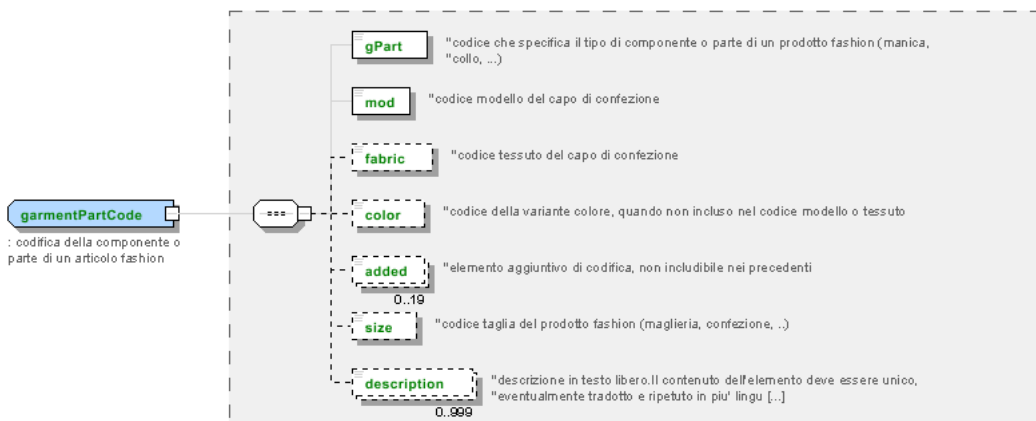 gPart
"codice che specifica il tipo di componente o parte di un prodotto fashion (manica,
"collo, ...)
mod
"codice modello del capo di confezione
fabric
"codice tessuto del capo di confezione
garmentPartCode
: codifica della componente o
parte di un articolo fashion
color
"codice della variante colore, quando non incluso nel codice modello o tessuto
added
"elemento aggiuntivo di codifica, non includibile nei precedenti
0..19
size
"codice taglia del prodotto fashion (maglieria, confezione, ..)
description
"descrizione in testo libero.Il contenuto dell'elemento deve essere unico,
"eventualmente tradotto e ripetuto in piu' lingu [...]
0..999